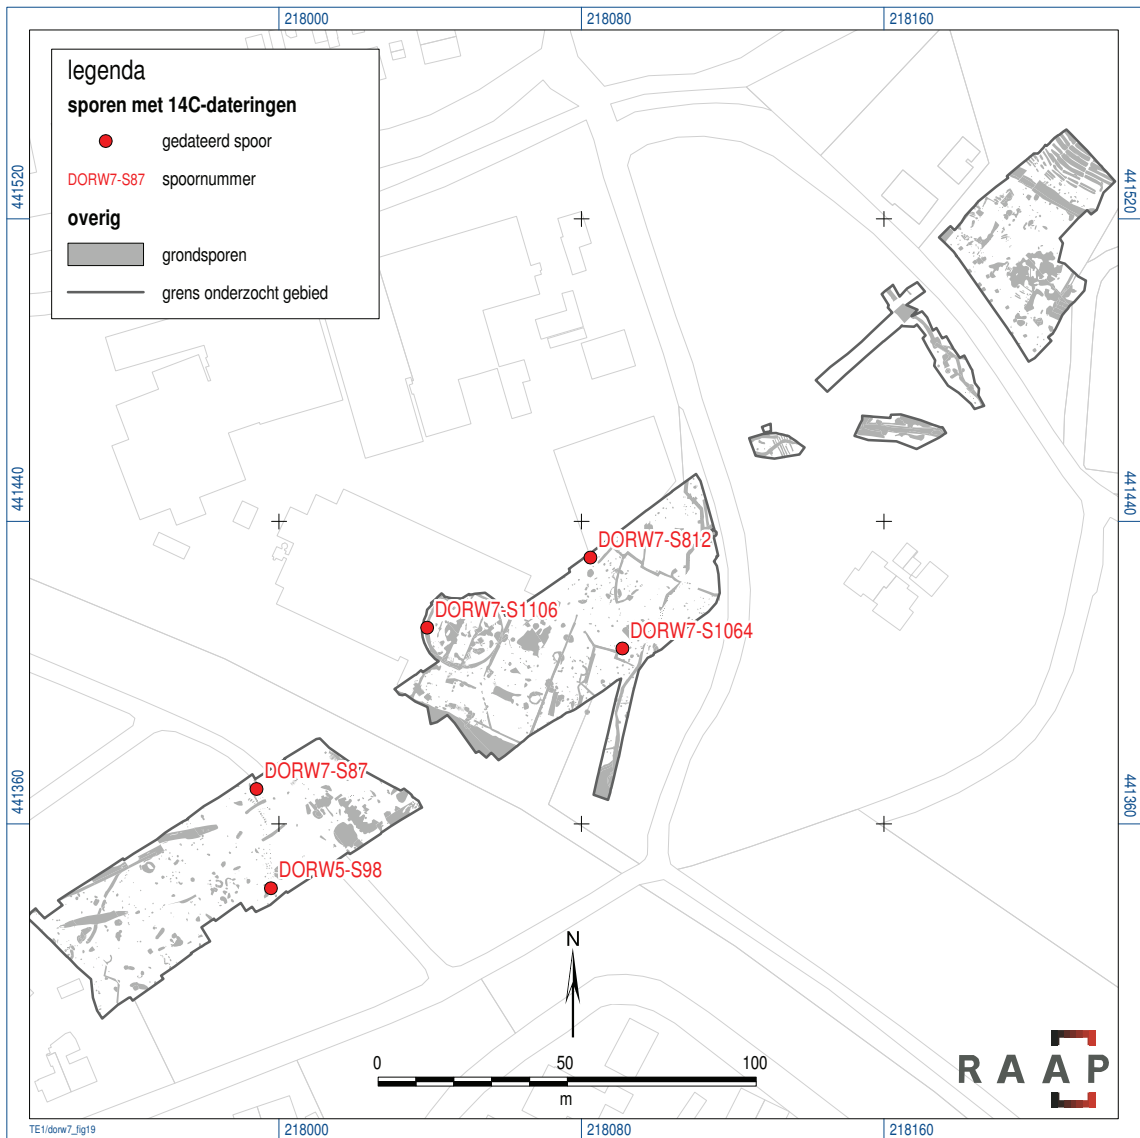 218000
218080
218160
legenda
sporen met 14C-dateringen
gedateerd spoor
DORW7-S87 spoornummer
overig
grondsporen
grens onderzocht gebied
441520
441520
441440
441440
DORW7-S812
DORW7-S1106
DORW7-S1064
DORW7-S87
441360
441360
DORW5-S98
N
0 50 100
m
RAAP
TE1/dorw7_fig19
218000
218080
218160